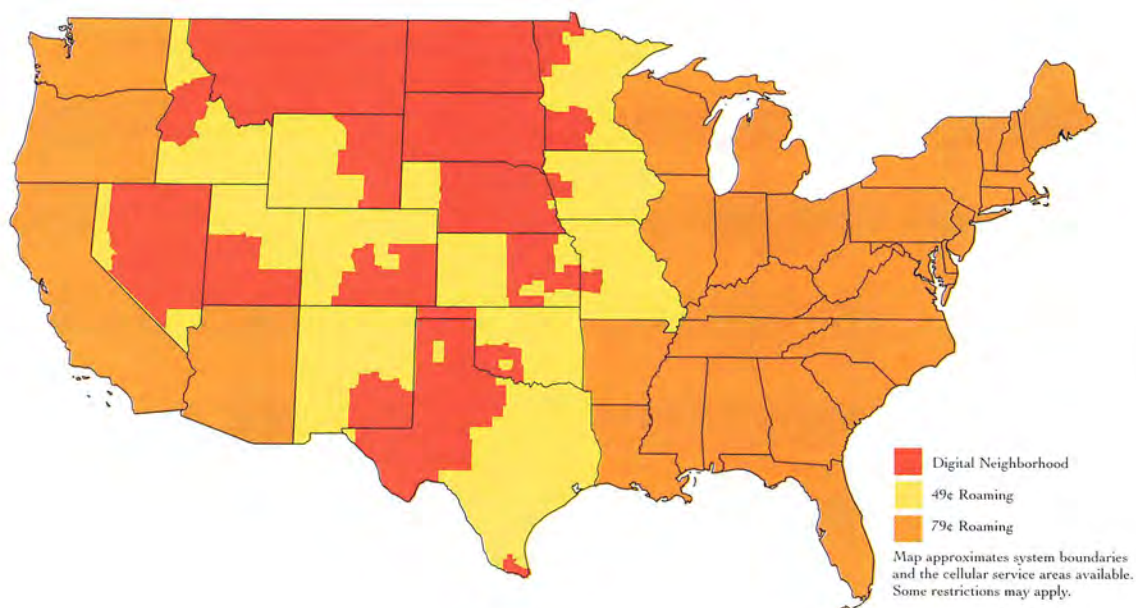 Digital Neighborhood
49¢ Roaming
79¢ Roaming
Map approximates system boundaries
and the cellular service areas available.
Some restrictions may apply.